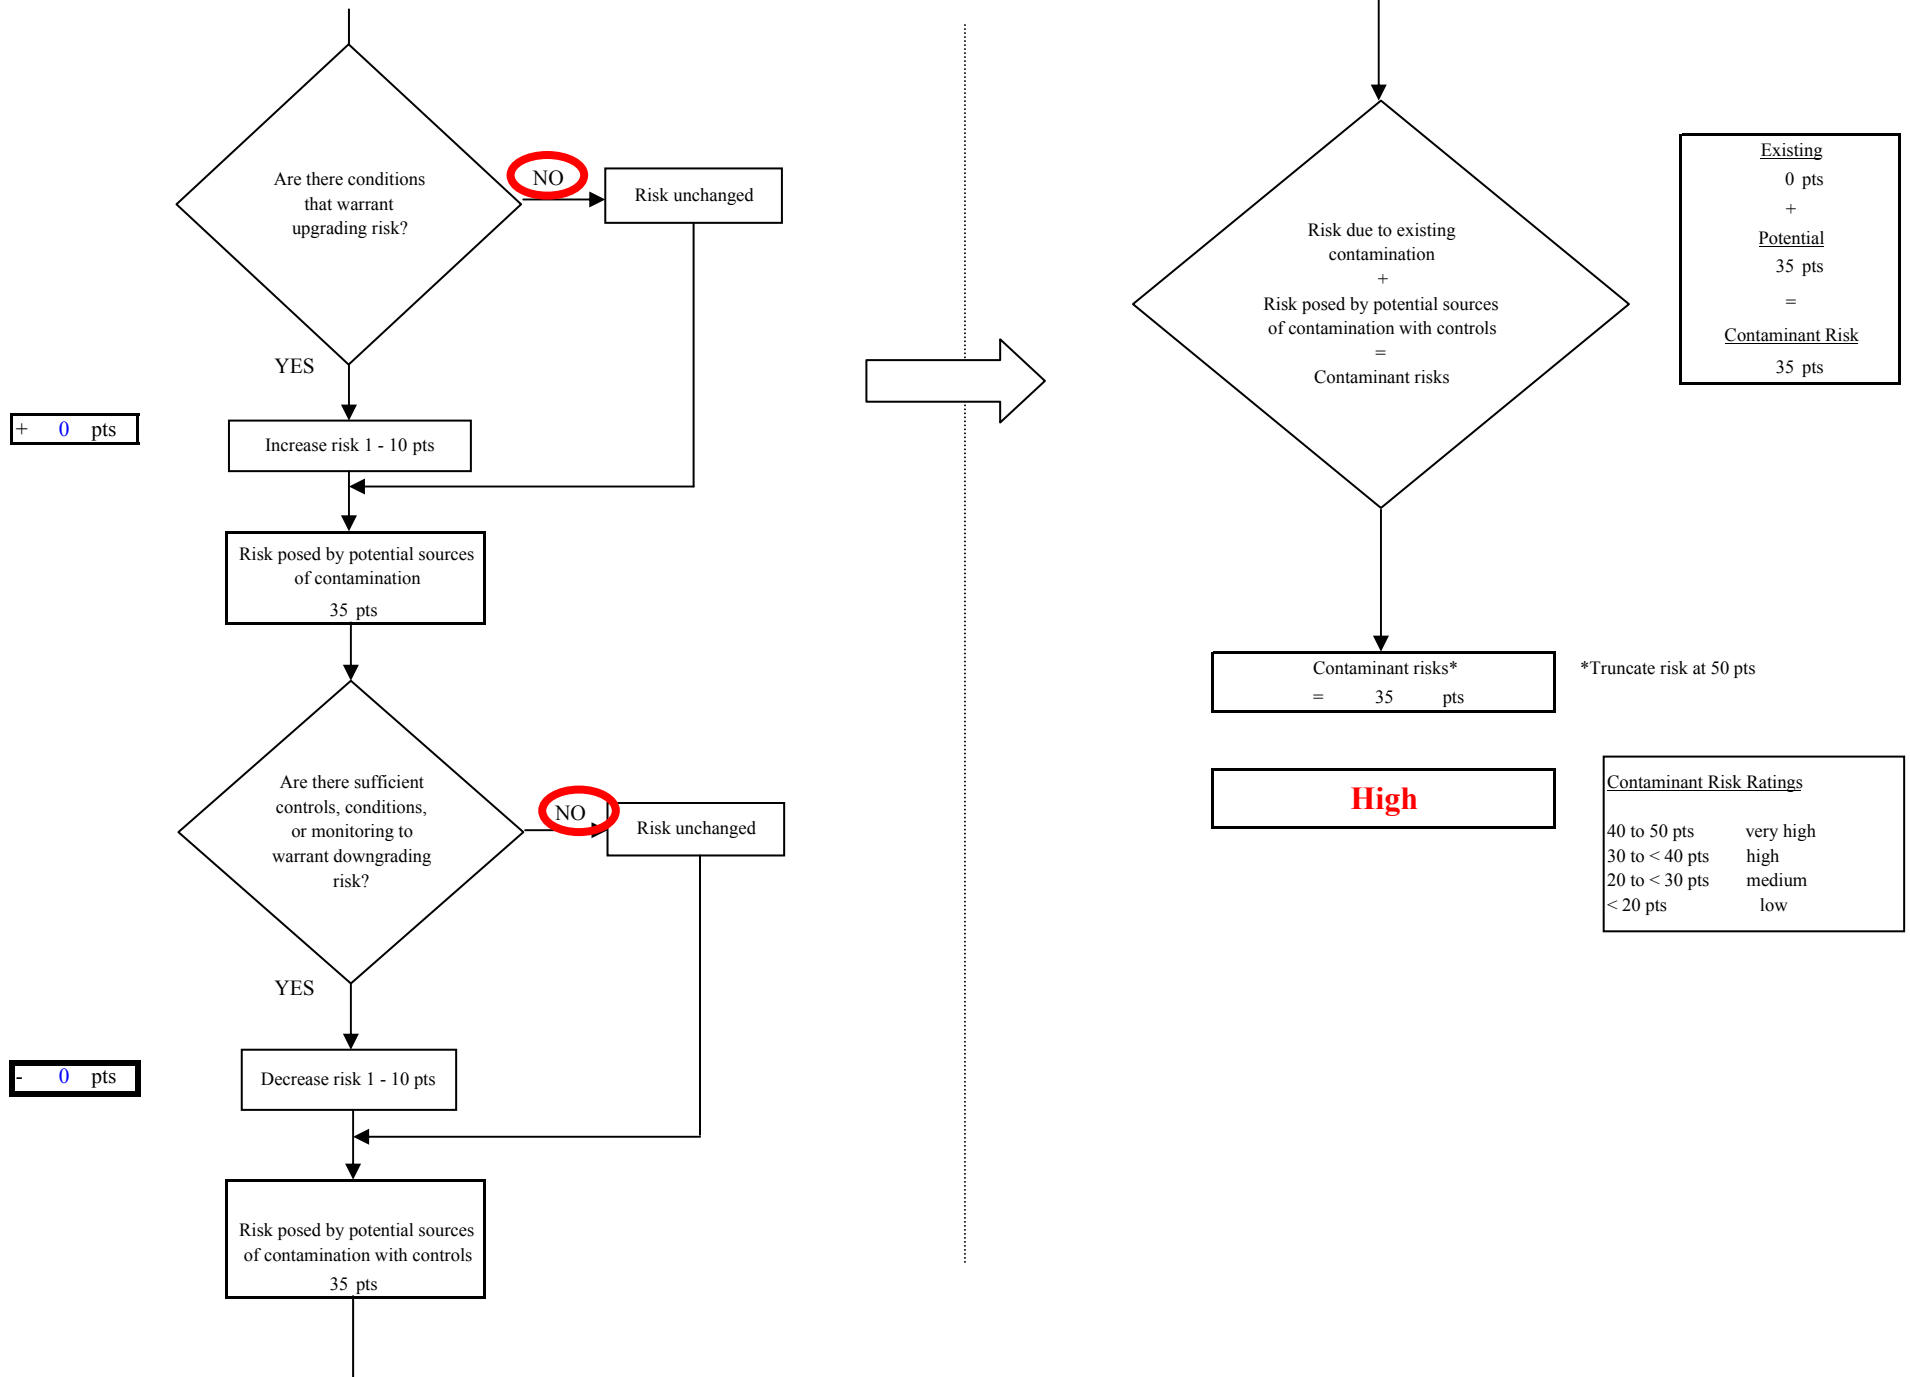 Are there conditions
that warrant
upgrading risk?
NO
Risk unchanged
YES
+ 0 pts
Increase risk 1 - 10 pts
Risk posed by potential sources
of contamination
35 pts
Are there sufficient
controls, conditions,
or monitoring to
warrant downgrading
risk?
NO
Risk unchanged
YES
- 0 pts
Decrease risk 1 - 10 pts
Risk posed by potential sources
of contamination with controls
35 pts
Risk due to existing
contamination
+
Risk posed by potential sources
of contamination with controls
=
Contaminant risks
Existing
0 pts
+
Potential
35 pts
=
Contaminant Risk
35 pts
Contaminant risks*
= 35 pts
*Truncate risk at 50 pts
High
Contaminant Risk Ratings
40 to 50 pts very high
30 to < 40 pts high
20 to < 30 pts medium
< 20 pts low